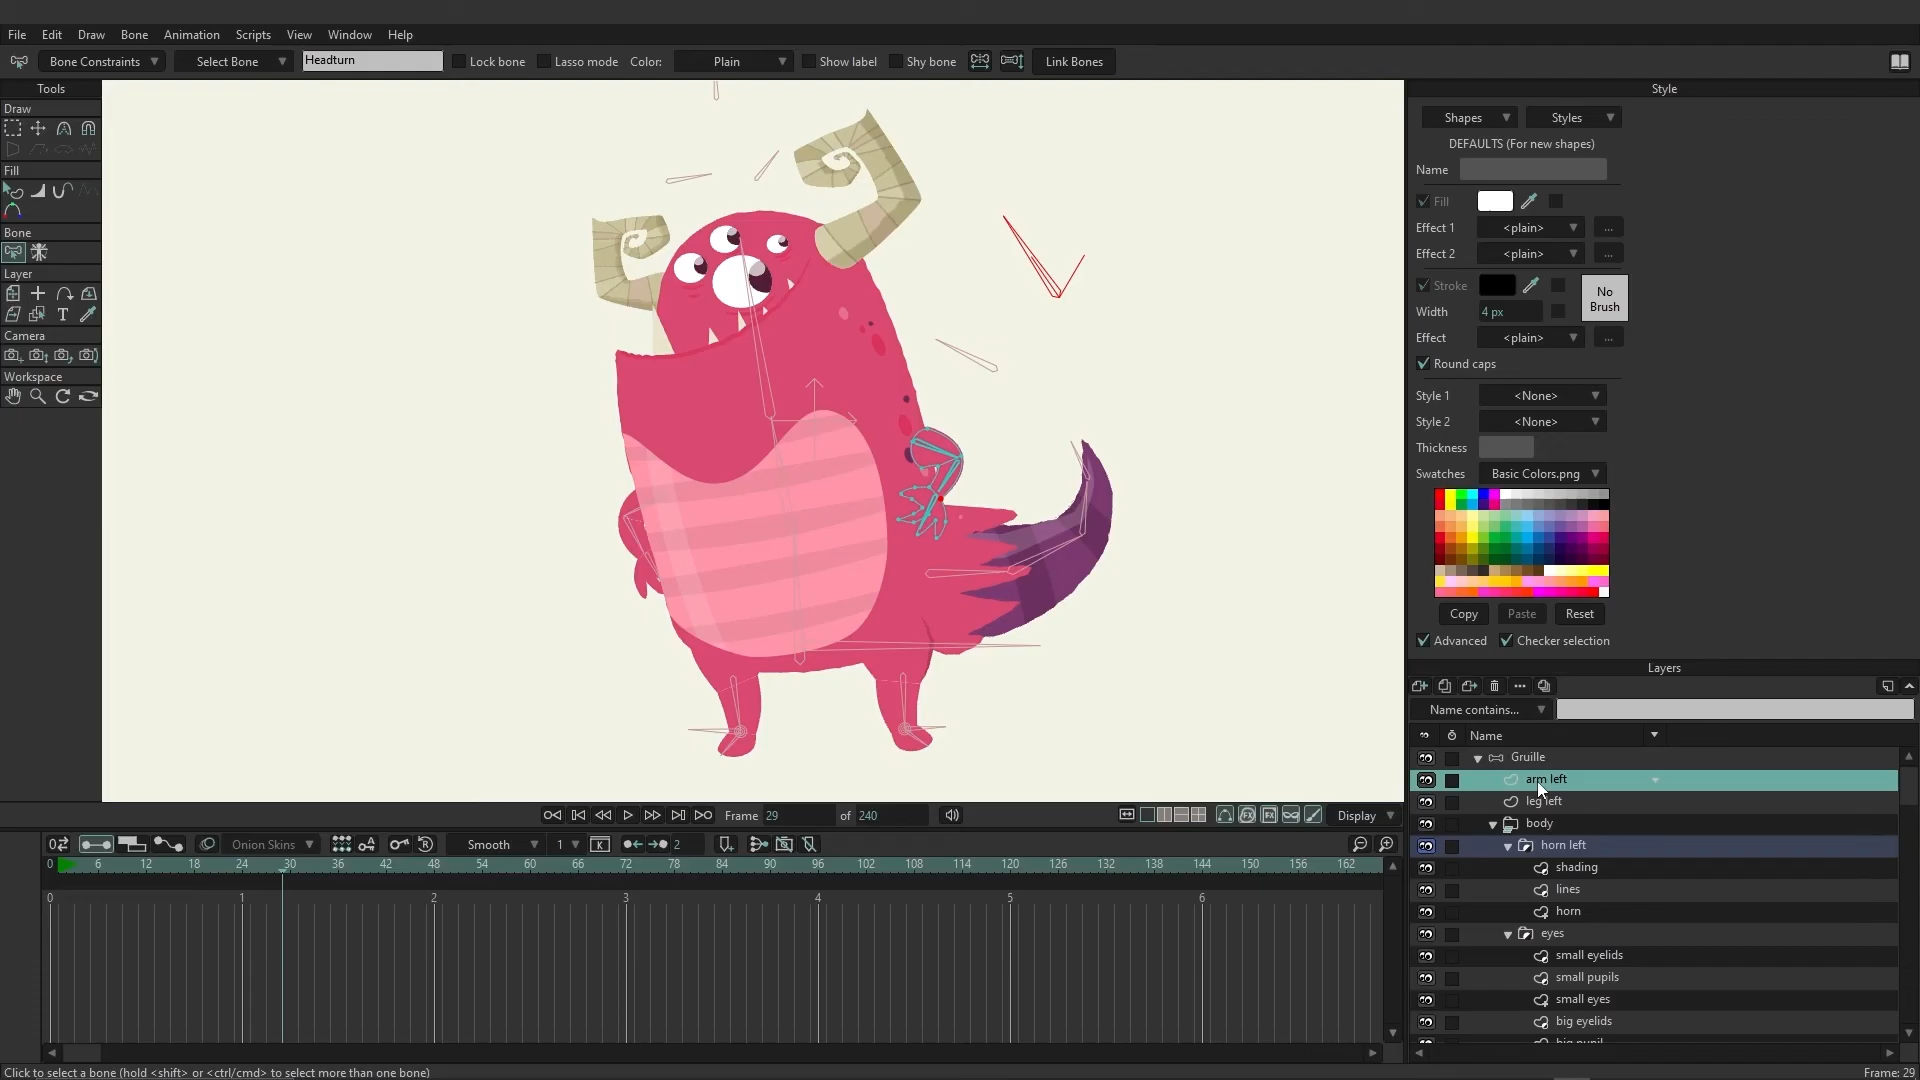 File Edit Draw Bone Animation Scripts View Window Help
Bone Constraints Select Bone Headturn Lock bone Lasso mode Color: Plain Show label Shy bone Link Bones
Tools
Draw
Fill
Bone
Layer
Camera
Workspace
Style
Shapes Styles
DEFAULTS (For new shapes)
Name
Fill
Effect 1 <plain> ...
Effect 2 <plain> ...
Stroke
No
Brush
Width 4 px
Effect <plain> ...
Round caps
Style 1 <None>
Style 2 <None>
Thickness
Swatches Basic Colors.png
Copy Paste Reset
Advanced Checker selection
Layers
Name contains...
Name
Gruille
arm left
leg left
body
horn left
shading
lines
horn
eyes
small eyelids
small pupils
small eyes
big eyelids
big pupil
Frame 29 of 240 Display
Onion Skins Smooth 1 2
0 6 12 18 24 30 36 42 48 54 60 66 72 78 84 90 96 102 108 114 120 126 132 138 144 150 156 162
0 1 2 3 4 5 6
Click to select a bone (hold <shift> or <ctrl/cmd> to select more than one bone) Frame: 29